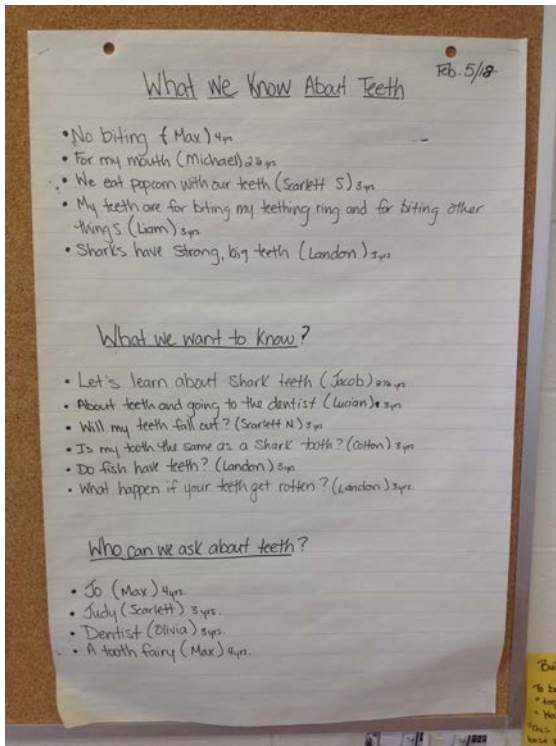 Feb. 5/18
What We Know About Teeth
• No biting (Max) 4yrs
• For my mouth (Michael) 2½ yrs
• We eat popcorn with our teeth (Scarlett S) 3yrs
• My teeth are for biting my teething ring and for biting other
things (Liam) 3yrs
• Sharks have strong, big teeth (Landon) 3yrs
What we want to know?
• Let's learn about shark teeth (Jacob) 2½ yrs
• About teeth and going to the dentist (Lucian) 3yrs
• Will my teeth fall out? (Scarlett N) 3yrs
• Is my tooth the same as a shark tooth? (Colton) 3yrs
• Do fish have teeth? (Landon) 3yrs
• What happen if your teeth get rotten? (Landon) 3yrs.
Who can we ask about teeth?
• Jo (Max) 4yrs.
• Judy (Scarlett) 3yrs.
• Dentist (Olivia) 3yrs.
• A tooth fairy (Max) 4yrs.